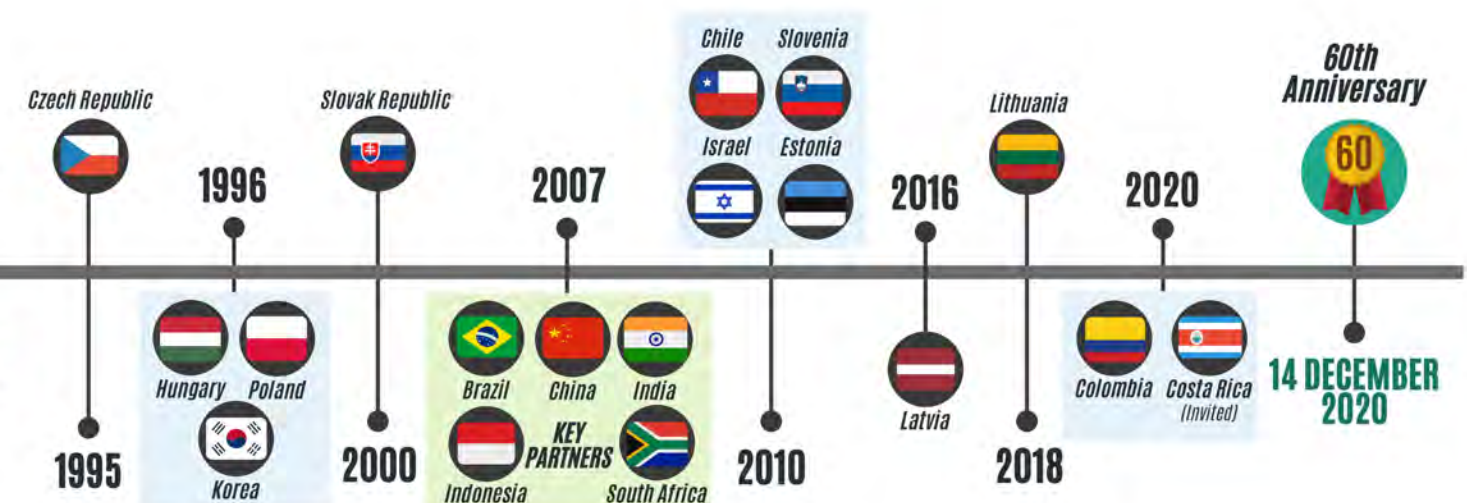 Czech Republic
1995
1996
Hungary
Poland
Korea
Slovak Republic
2000
2007
Brazil
China
India
Indonesia
KEY
PARTNERS
South Africa
Chile
Slovenia
Israel
Estonia
2010
2016
Latvia
Lithuania
2018
2020
Colombia
Costa Rica
(Invited)
60th
Anniversary
60
14 DECEMBER
2020